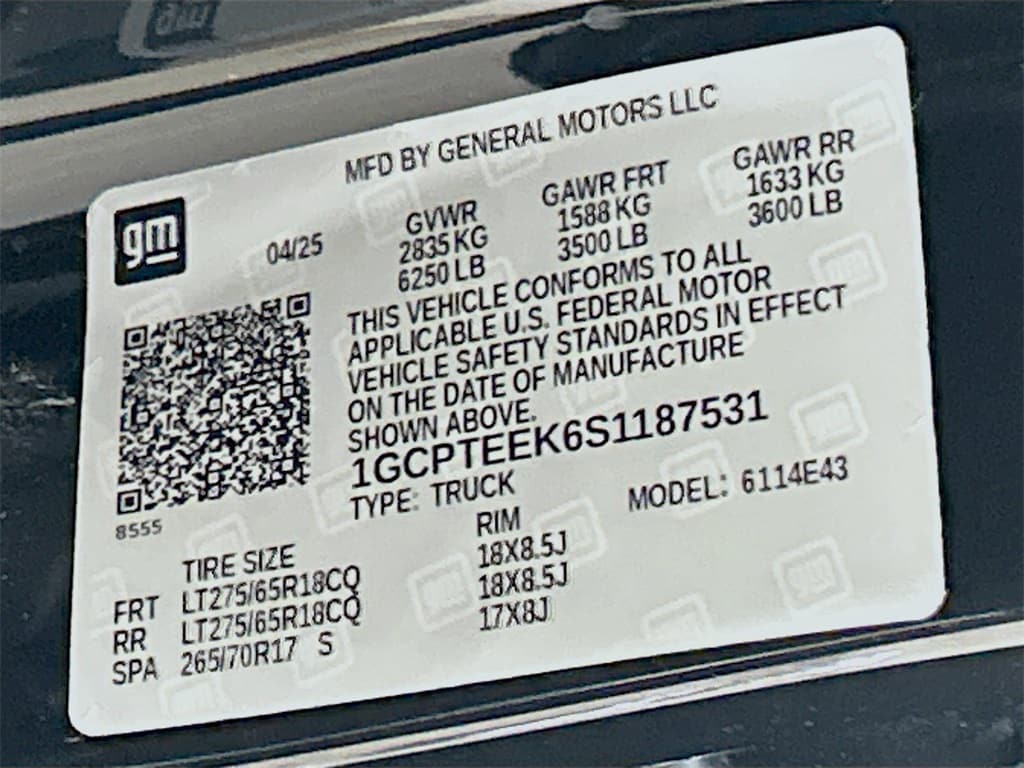 MFD BY GENERAL MOTORS LLC
gm
04/25 GVWR GAWR FRT GAWR RR
2835 KG 1588 KG 1633 KG
6250 LB 3500 LB 3600 LB
THIS VEHICLE CONFORMS TO ALL
APPLICABLE U.S. FEDERAL MOTOR
VEHICLE SAFETY STANDARDS IN EFFECT
ON THE DATE OF MANUFACTURE
SHOWN ABOVE.
1GCPTEEK6S1187531
TYPE: TRUCK MODEL: 6114E43
8555
TIRE SIZE RIM
FRT LT275/65R18CQ 18X8.5J
RR LT275/65R18CQ 18X8.5J
SPA 265/70R17 S 17X8J